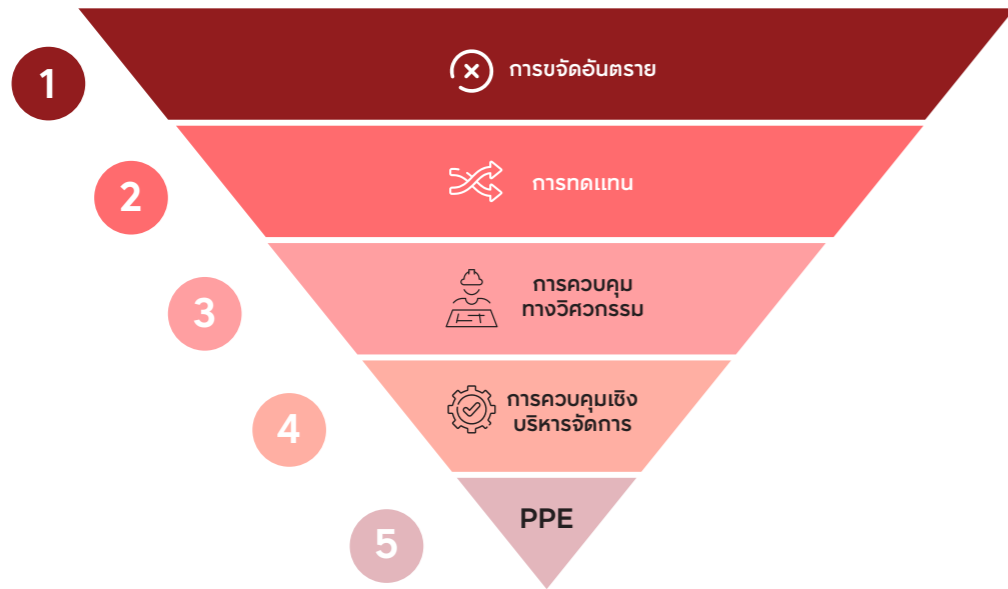 1
การขจัดอันตราย
2
การทดแทน
3
การควบคุม
ทางวิศวกรรม
4
การควบคุมเชิง
บริหารจัดการ
5
PPE